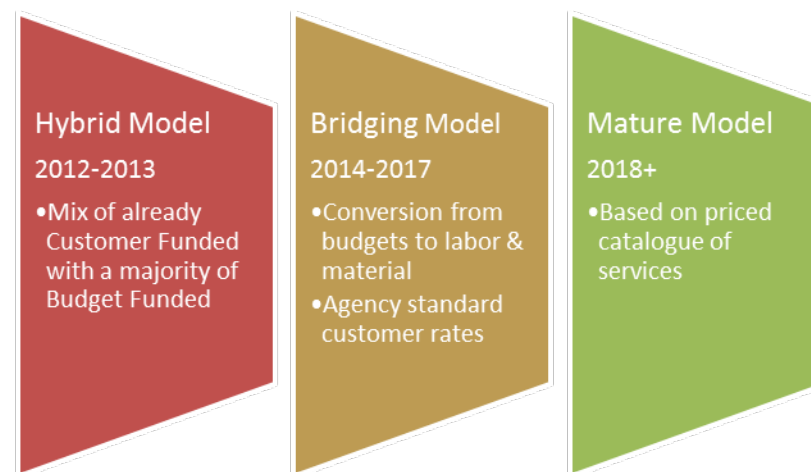 Hybrid Model
2012-2013
•Mix of already
Customer Funded
with a majority of
Budget Funded
Bridging Model
2014-2017
•Conversion from
budgets to labor &
material
•Agency standard
customer rates
Mature Model
2018+
•Based on priced
catalogue of
services